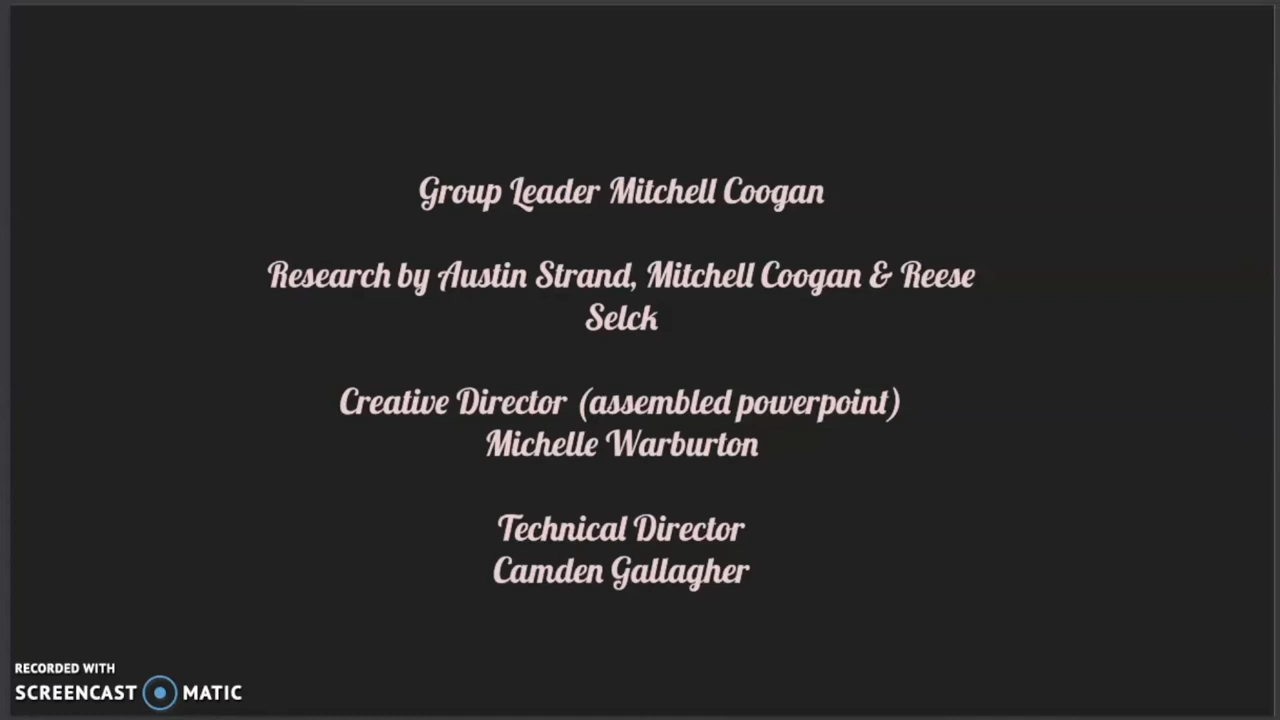 Group Leader Mitchell Coogan
Research by Austin Strand, Mitchell Coogan & Reese
Selck
Creative Director (assembled powerpoint)
Michelle Warburton
Technical Director
Camden Gallagher
RECORDED WITH
SCREENCAST MATIC